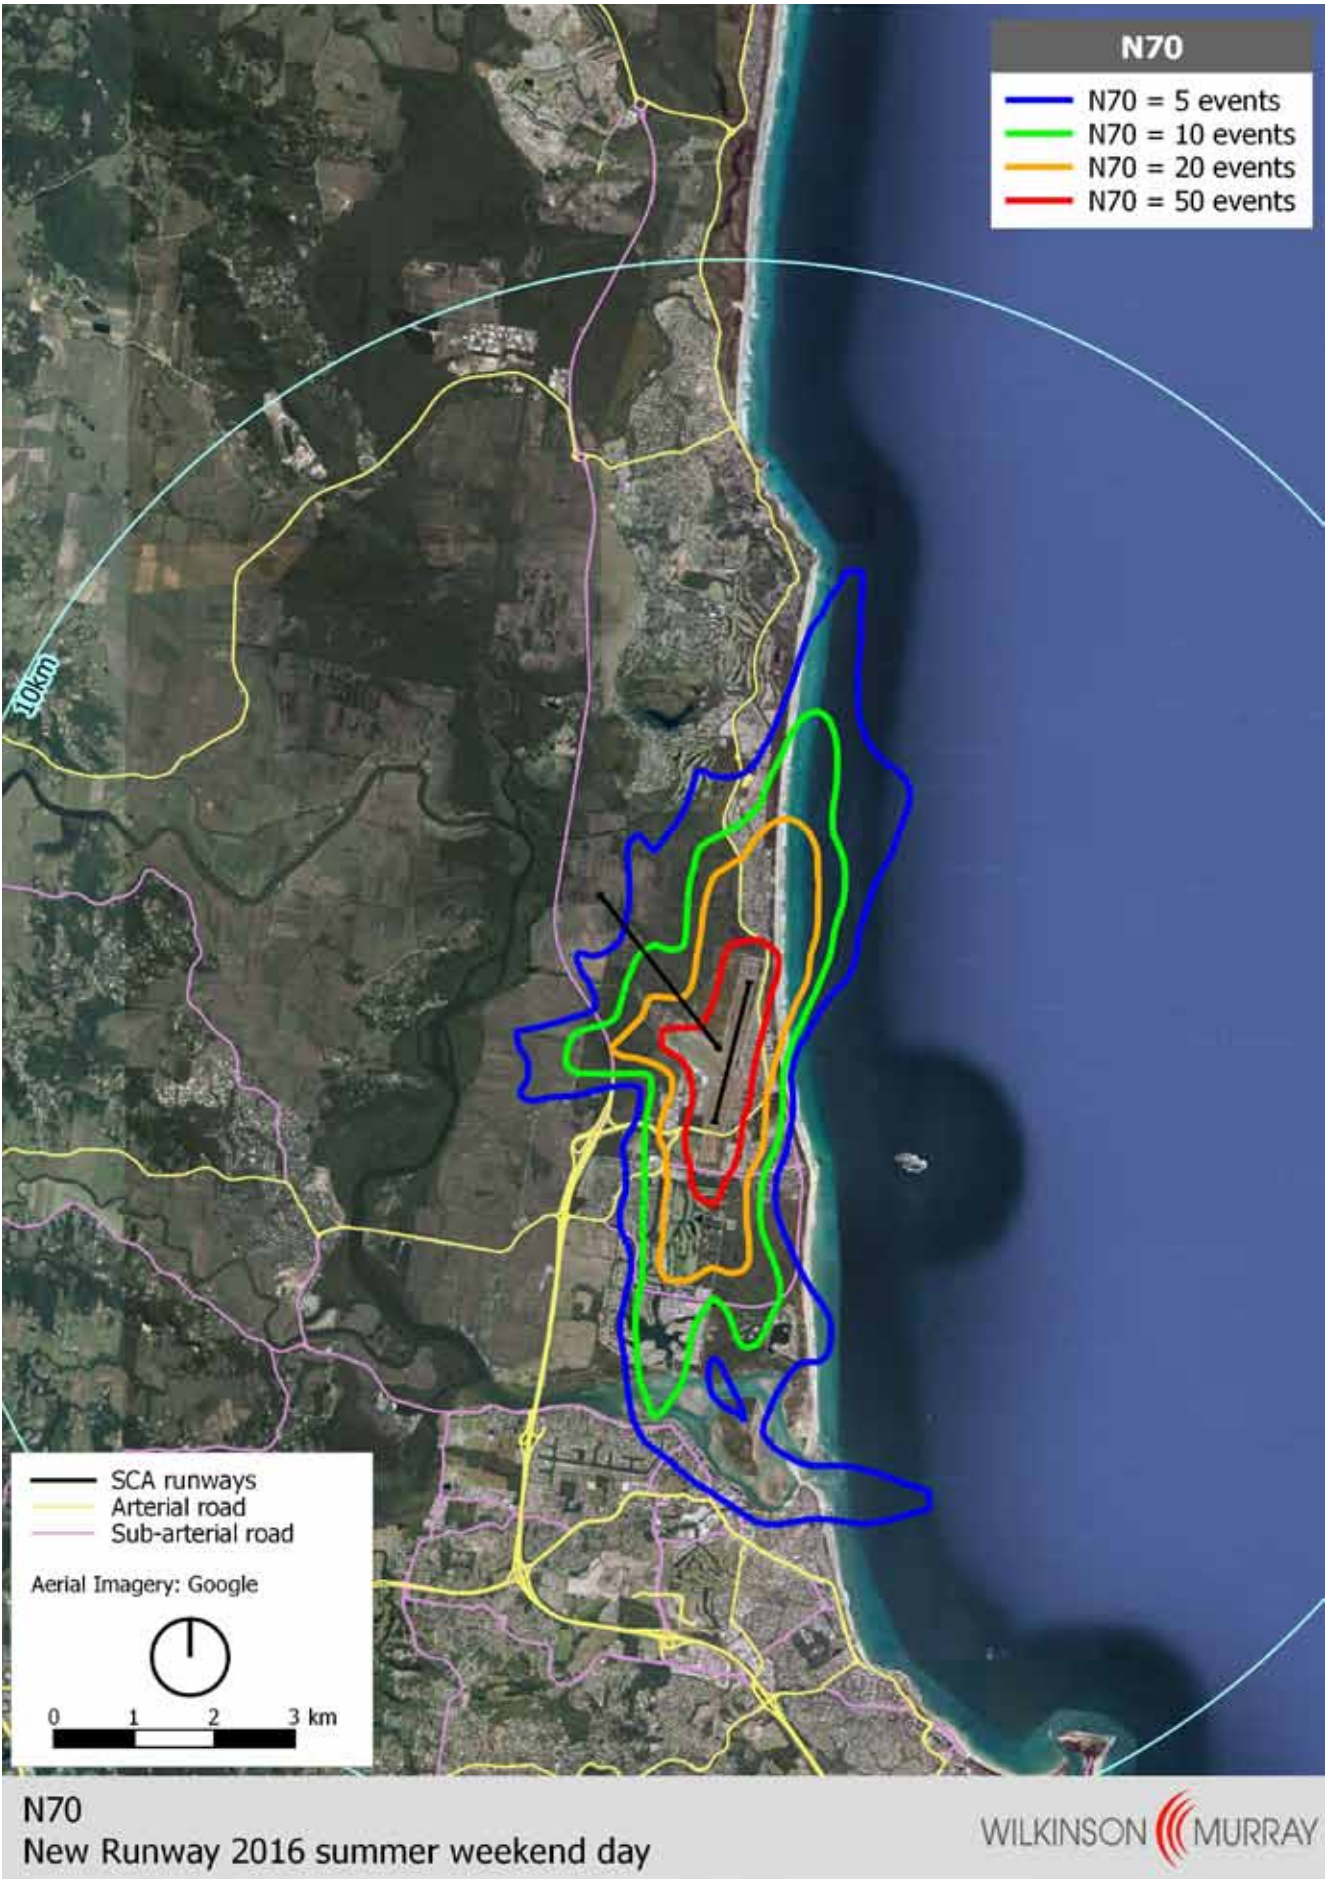 N70
N70 = 5 events
N70 = 10 events
N70 = 20 events
N70 = 50 events
10km
SCA runways
Arterial road
Sub-arterial road
Aerial Imagery: Google
0 1 2 3 km
N70
New Runway 2016 summer weekend day
WILKINSON MURRAY